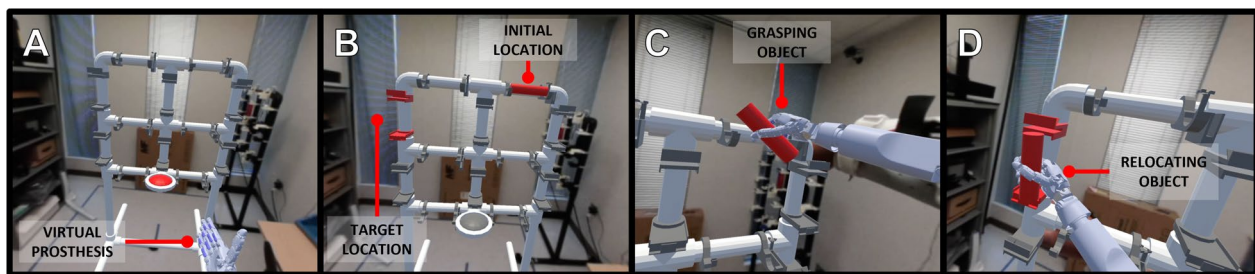 A
VIRTUAL
PROSTHESIS
B
INITIAL
LOCATION
TARGET
LOCATION
C
GRASPING
OBJECT
D
RELOCATING
OBJECT